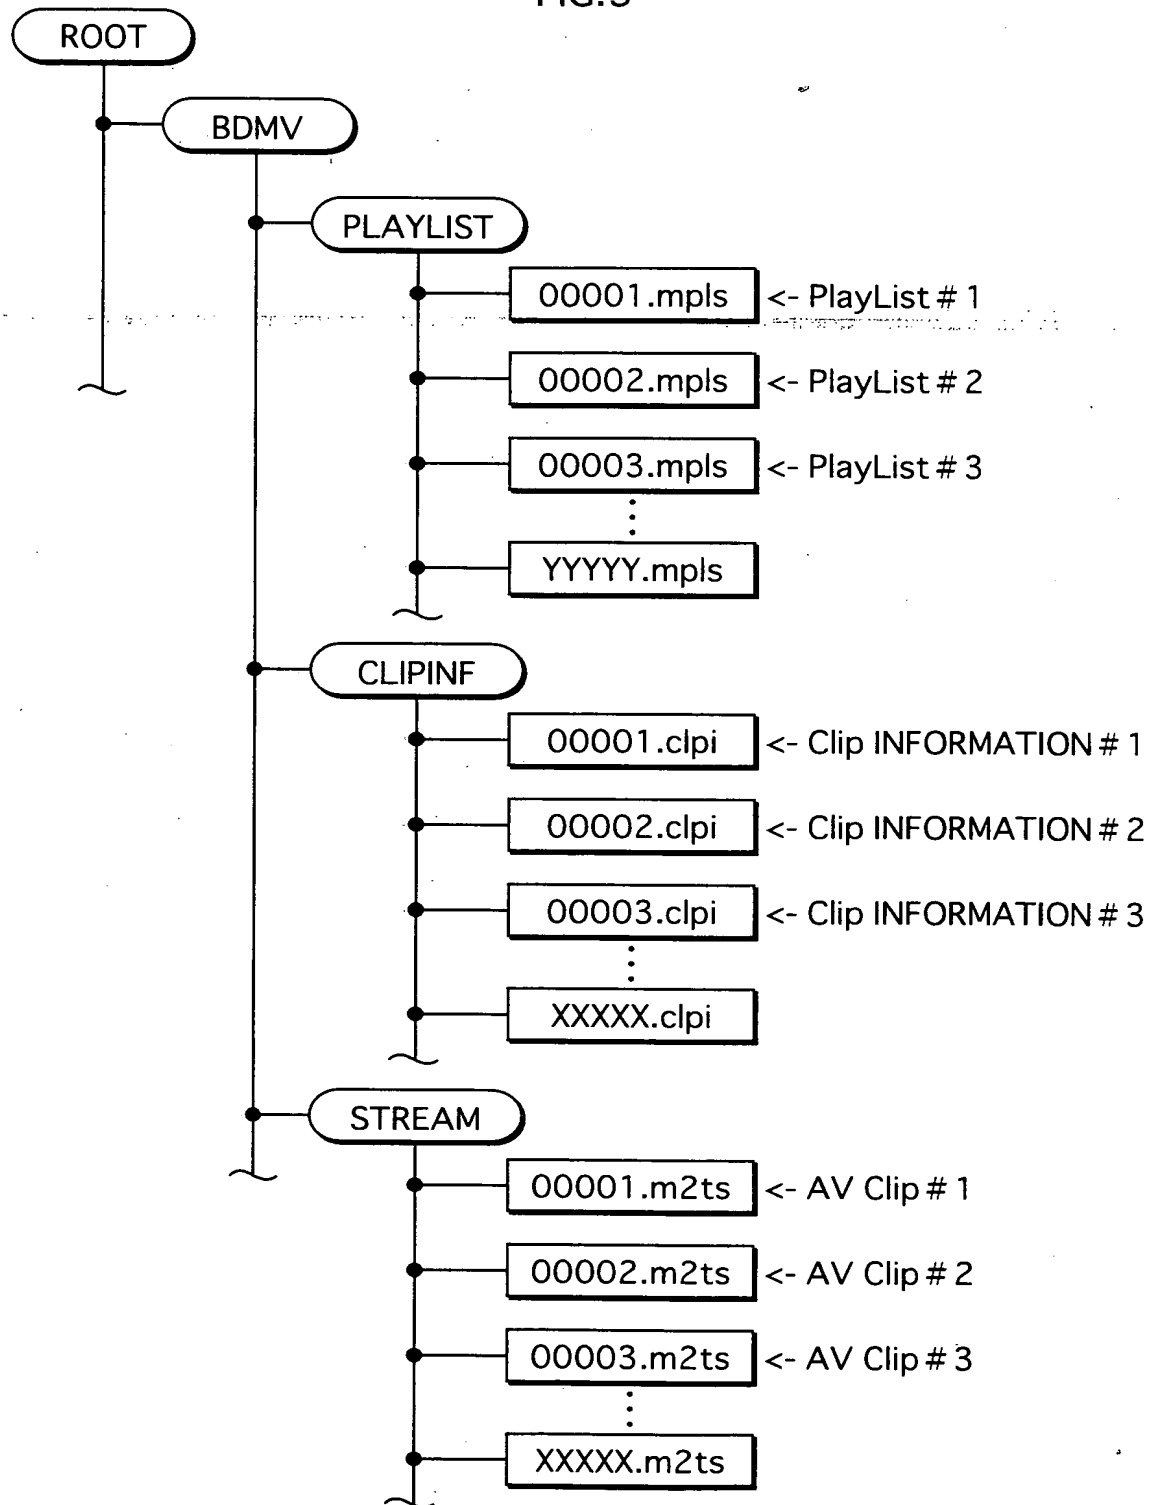 ROOT
BDMV
PLAYLIST
00001.mpls <- PlayList # 1
00002.mpls <- PlayList # 2
00003.mpls <- PlayList # 3
YYYYY.mpls
CLIPINF
00001.clpi <- Clip INFORMATION # 1
00002.clpi <- Clip INFORMATION # 2
00003.clpi <- Clip INFORMATION # 3
XXXXX.clpi
STREAM
00001.m2ts <- AV Clip # 1
00002.m2ts <- AV Clip # 2
00003.m2ts <- AV Clip # 3
XXXXX.m2ts